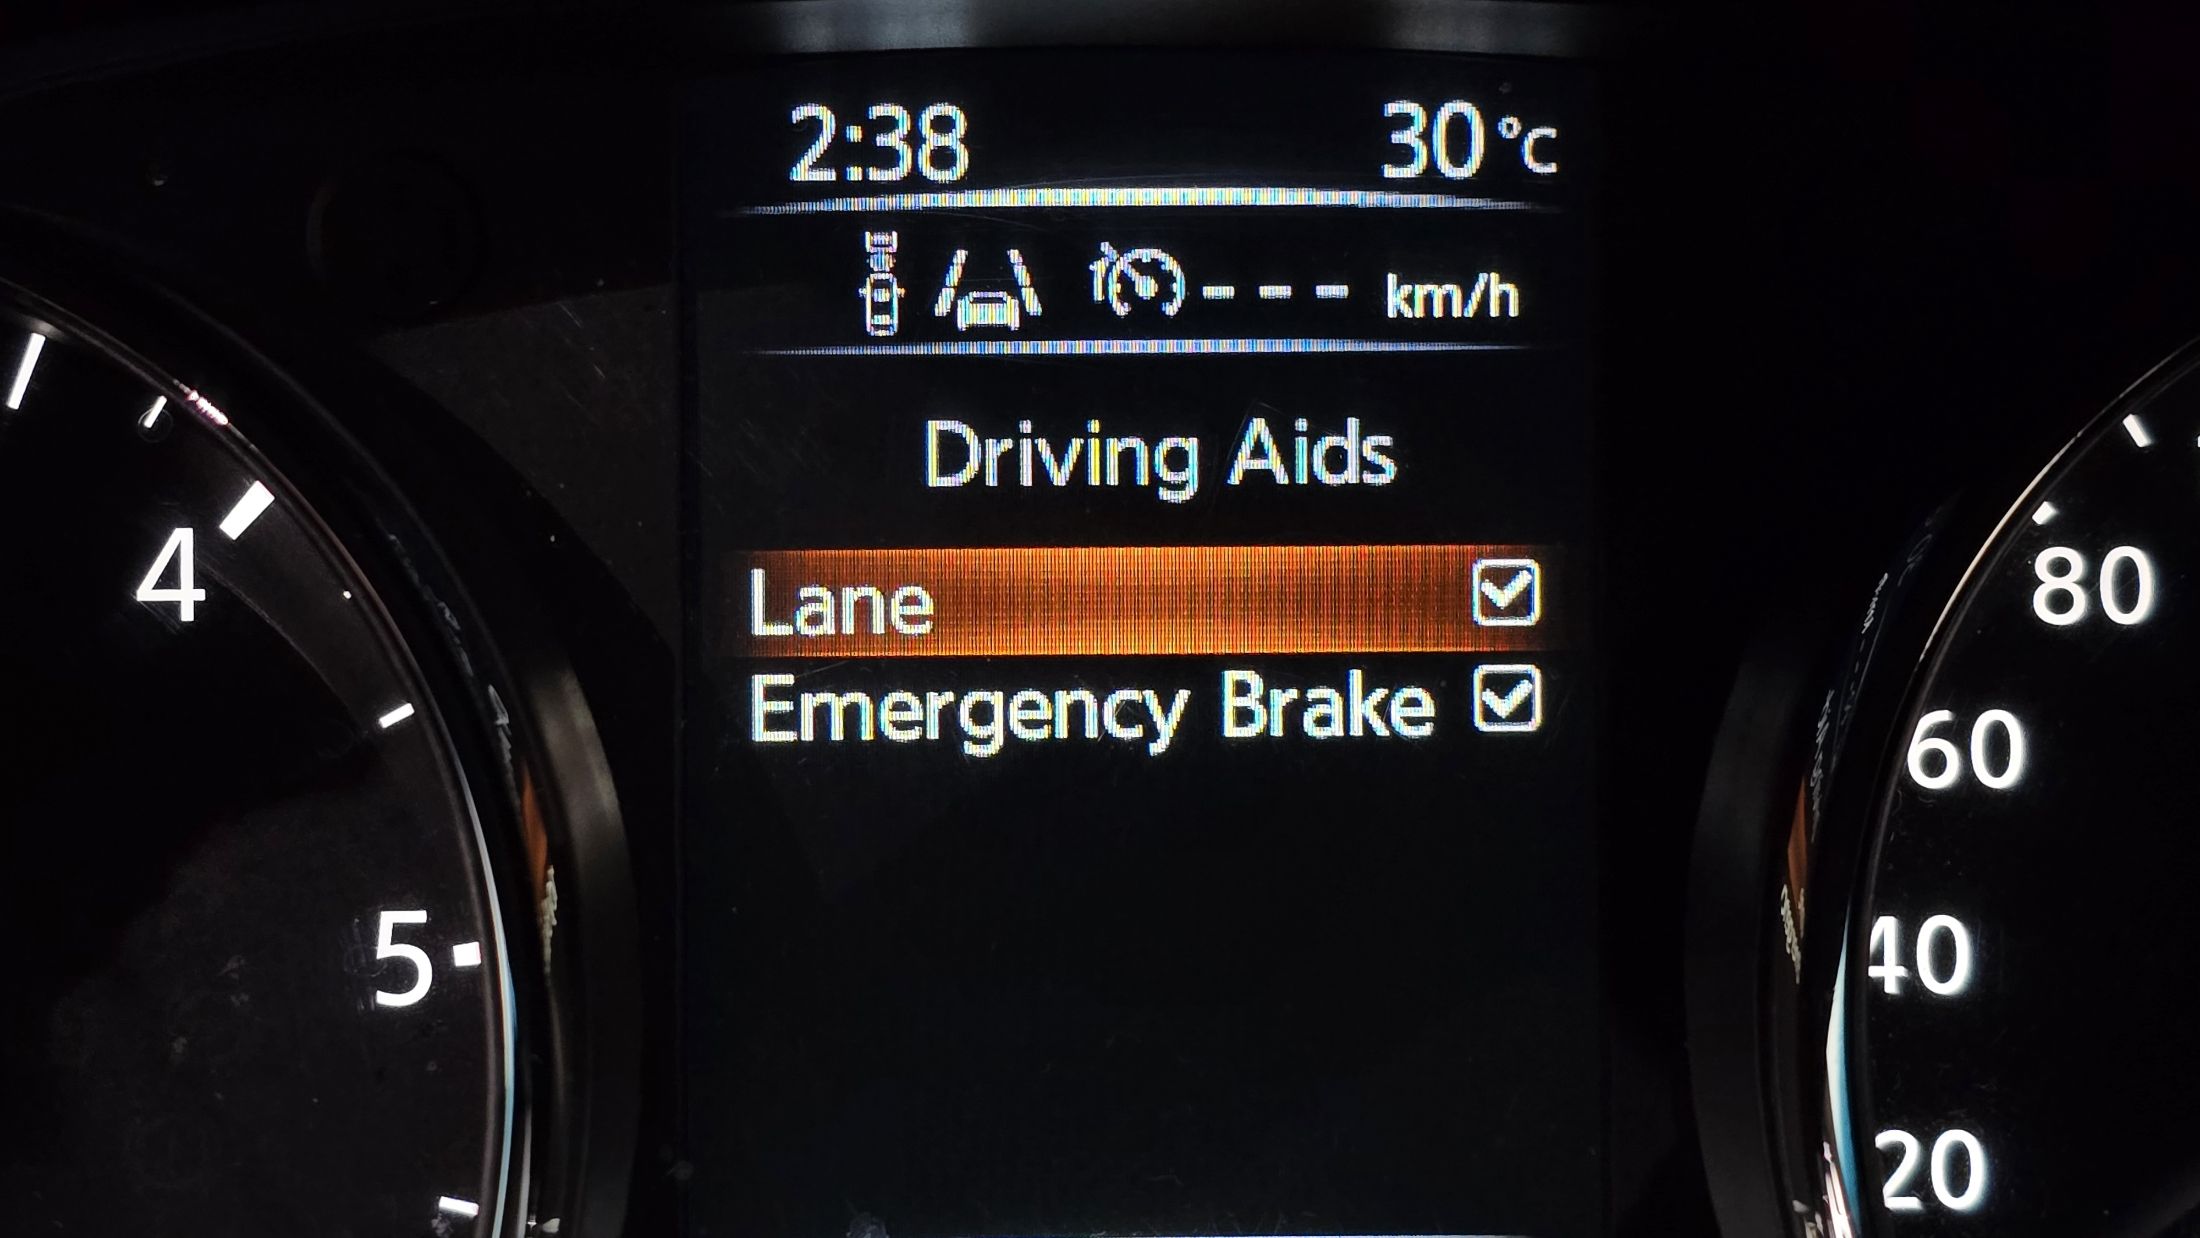 2:38 30 °C
--- km/h
Driving Aids
Lane
Emergency Brake
4
5
80
60
40
20